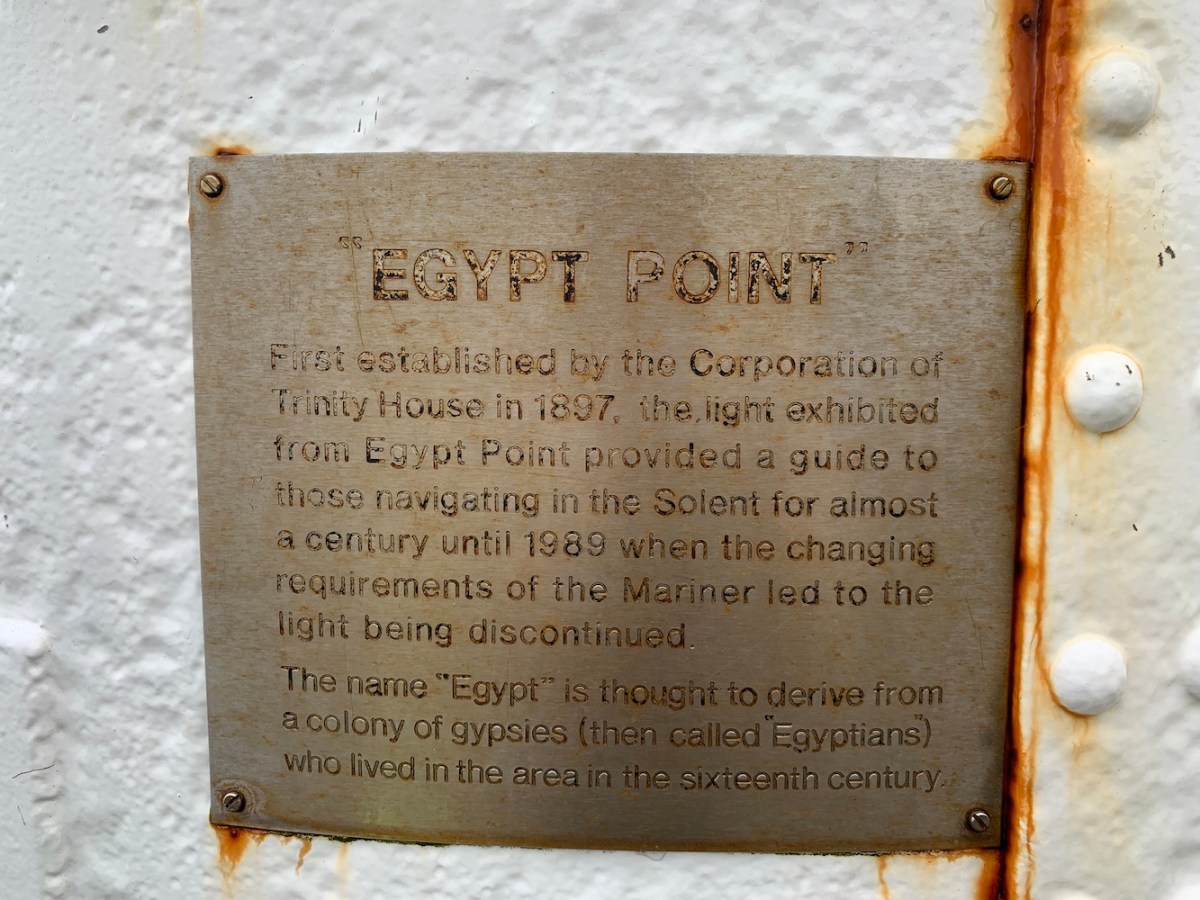 "EGYPT POINT"
First established by the Corporation of
Trinity House in 1897, the light exhibited
from Egypt Point provided a guide to
those navigating in the Solent for almost
a century until 1989 when the changing
requirements of the Mariner led to the
light being discontinued.
The name "Egypt" is thought to derive from
a colony of gypsies (then called "Egyptians")
who lived in the area in the sixteenth century.